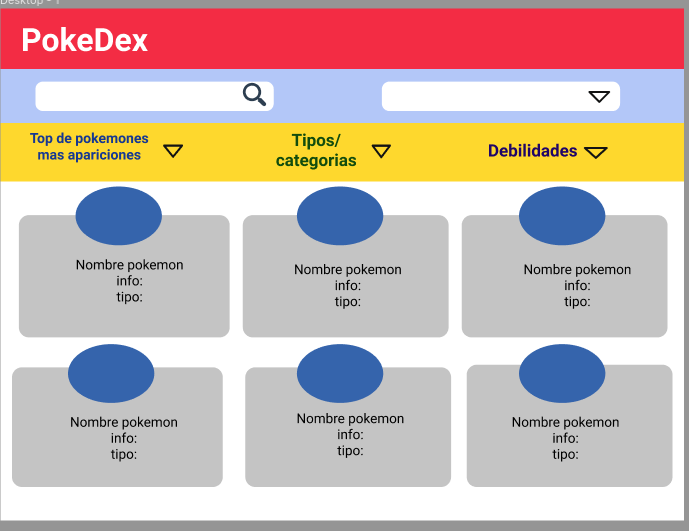 Desktop - 1
PokeDex
Top de pokemones
mas apariciones
Tipos/
categorias
Debilidades
Nombre pokemon
info:
tipo:
Nombre pokemon
info:
tipo:
Nombre pokemon
info:
tipo:
Nombre pokemon
info:
tipo:
Nombre pokemon
info:
tipo:
Nombre pokemon
info:
tipo: